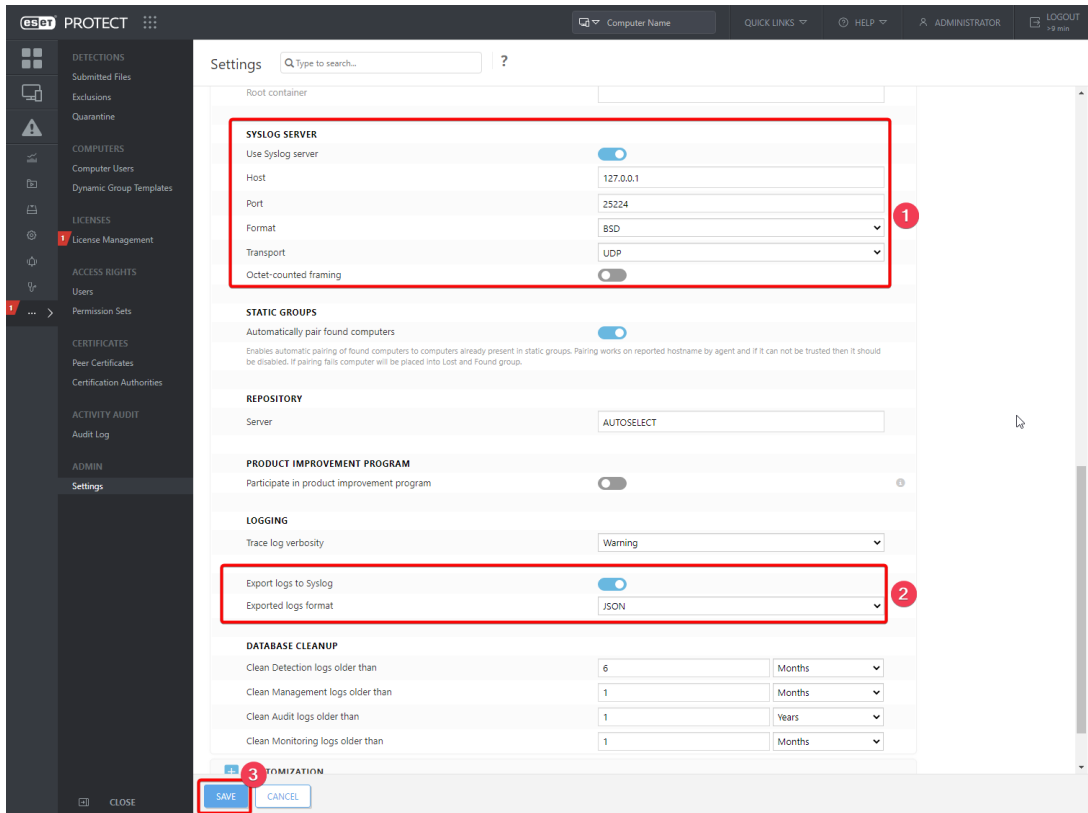 eset PROTECT
Computer Name
QUICK LINKS
HELP
ADMINISTRATOR
LOGOUT
>9 min
DETECTIONS
Submitted Files
Exclusions
Quarantine
COMPUTERS
Computer Users
Dynamic Group Templates
LICENSES
1 License Management
ACCESS RIGHTS
Users
1 ... Permission Sets
CERTIFICATES
Peer Certificates
Certification Authorities
ACTIVITY AUDIT
Audit Log
ADMIN
Settings
CLOSE
Settings Type to search... ?
Root container
SYSLOG SERVER
Use Syslog server
Host 127.0.0.1
Port 25224
1
Format BSD
Transport UDP
Octet-counted framing
STATIC GROUPS
Automatically pair found computers
Enables automatic pairing of found computers to computers already present in static groups. Pairing works on reported hostname by agent and if it can not be trusted then it should
be disabled. If pairing fails computer will be placed into Lost and Found group.
REPOSITORY
Server AUTOSELECT
PRODUCT IMPROVEMENT PROGRAM
Participate in product improvement program
LOGGING
Trace log verbosity Warning
Export logs to Syslog
2
Exported logs format JSON
DATABASE CLEANUP
Clean Detection logs older than 6 Months
Clean Management logs older than 1 Months
Clean Audit logs older than 1 Years
Clean Monitoring logs older than 1 Months
3
SAVE CANCEL